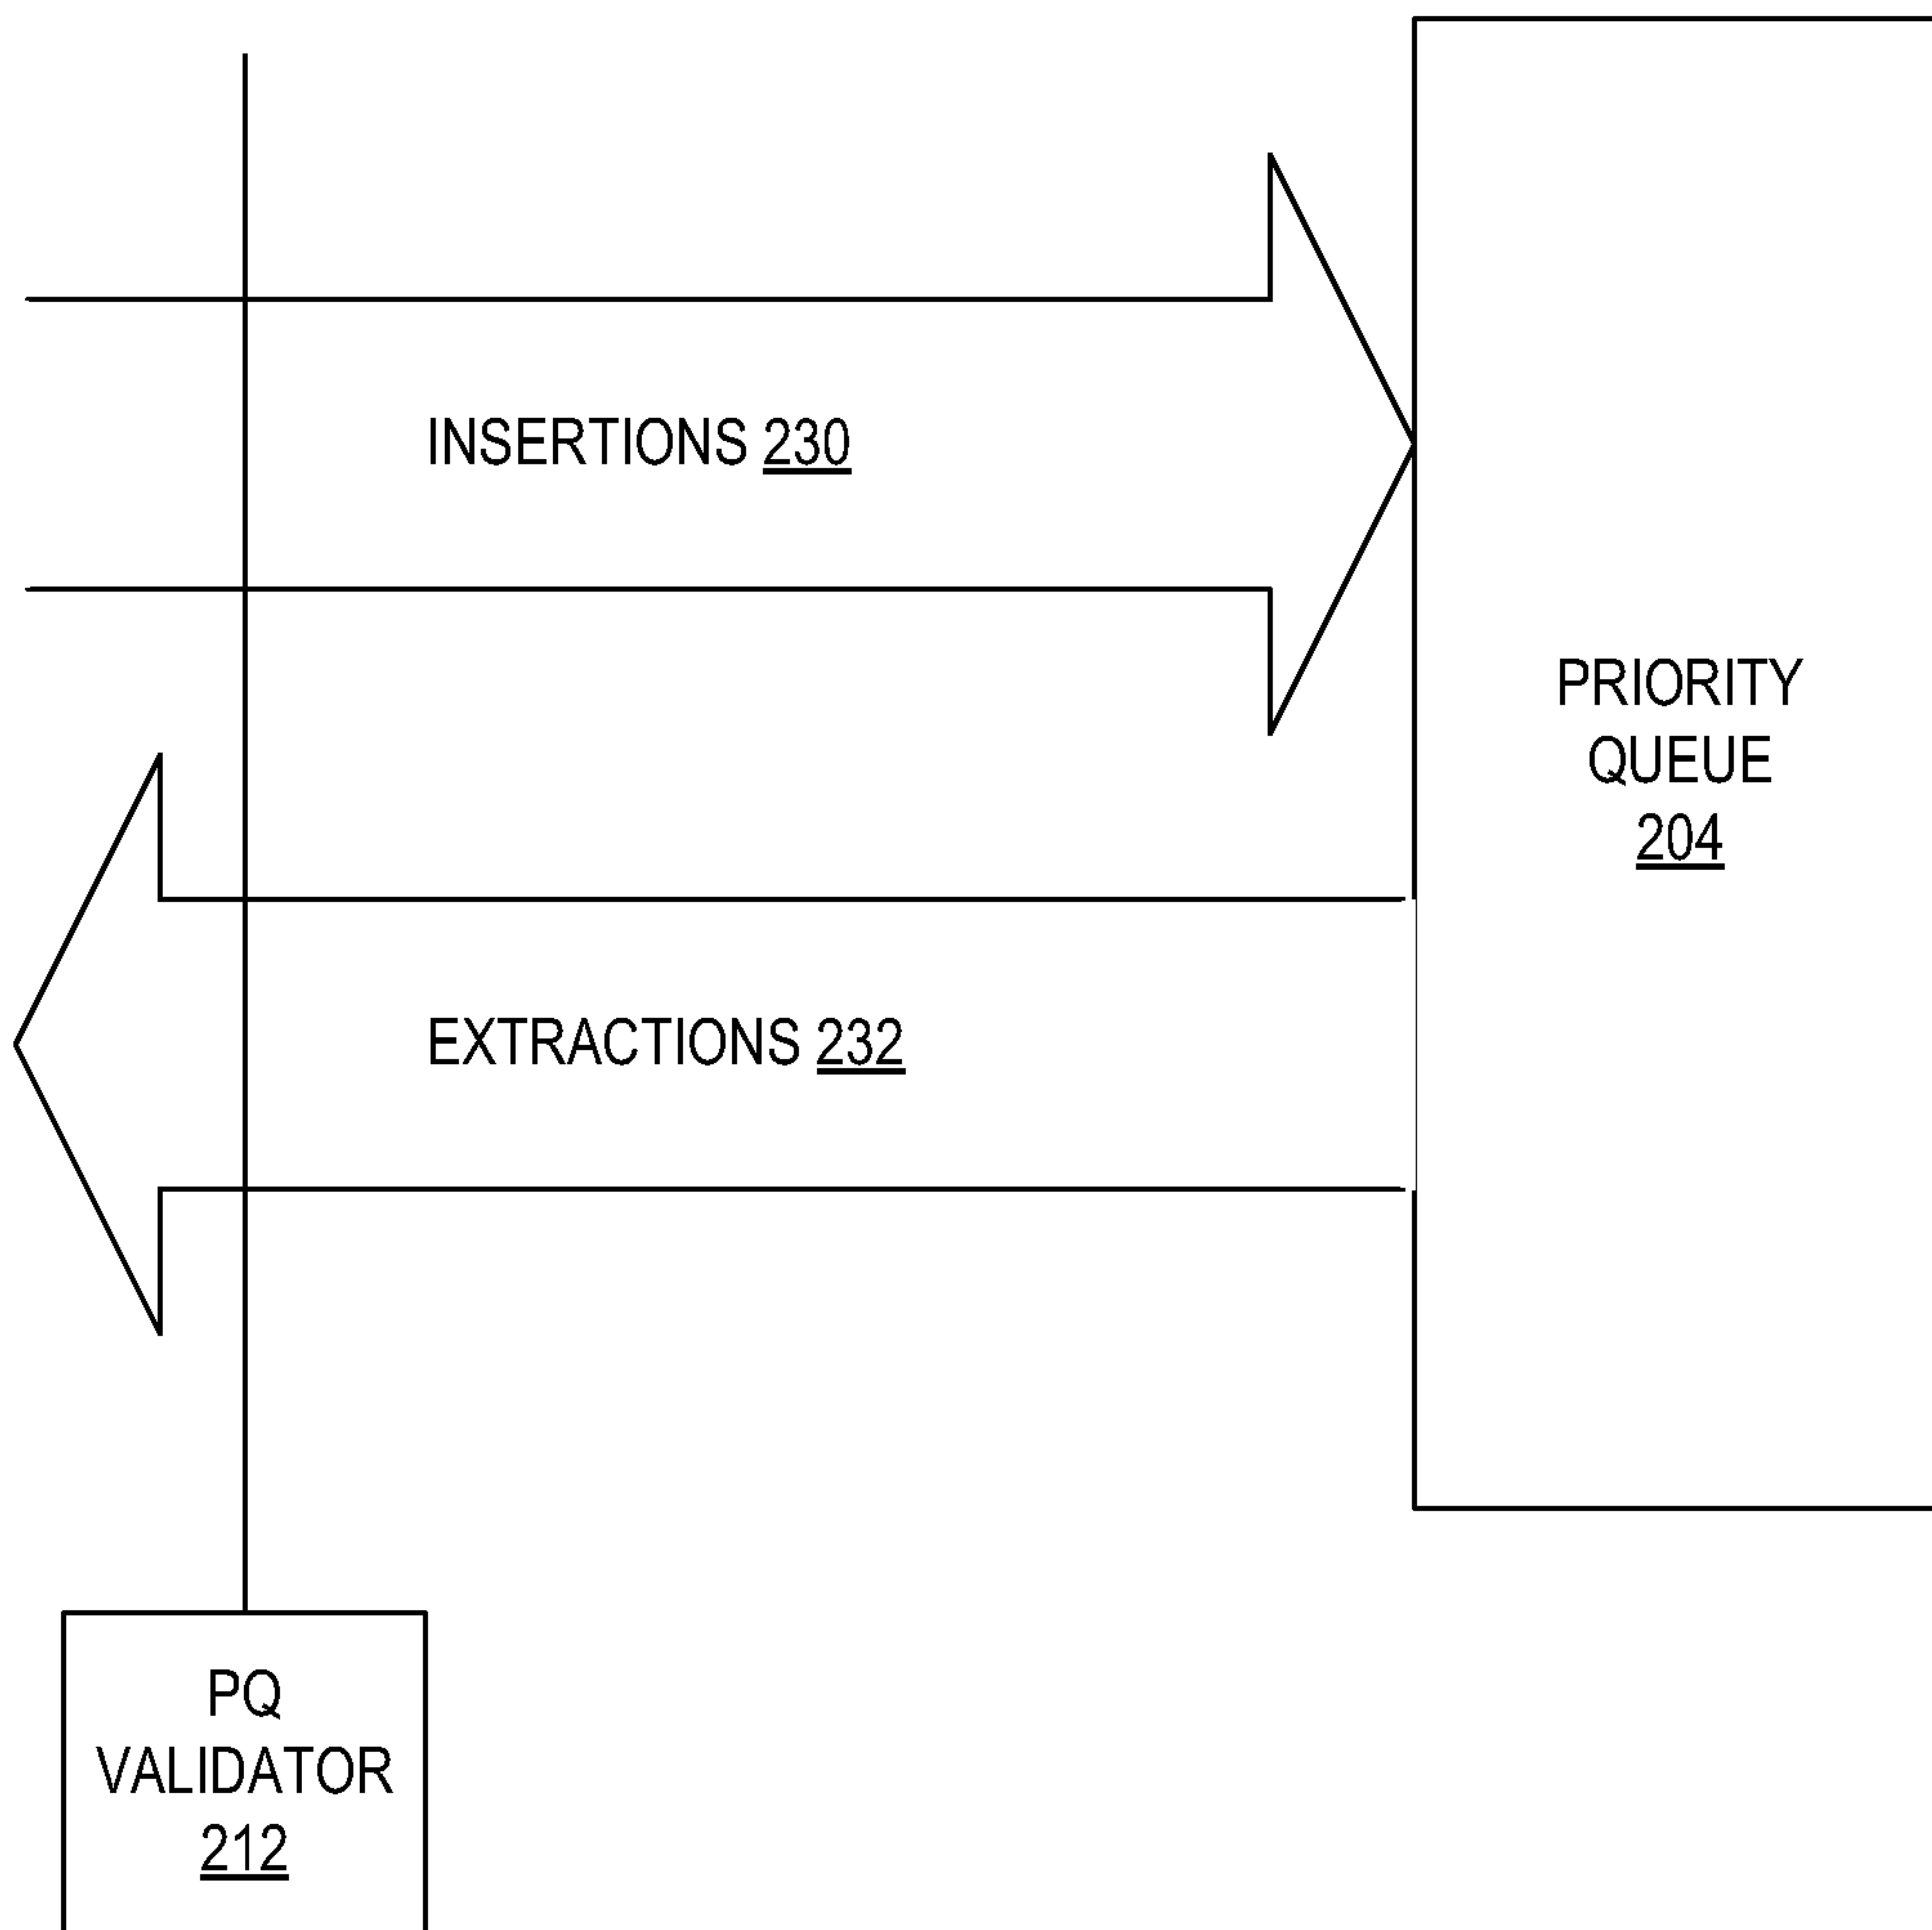 INSERTIONS 230
PRIORITY
QUEUE
204
EXTRACTIONS 232
PQ
VALIDATOR
212